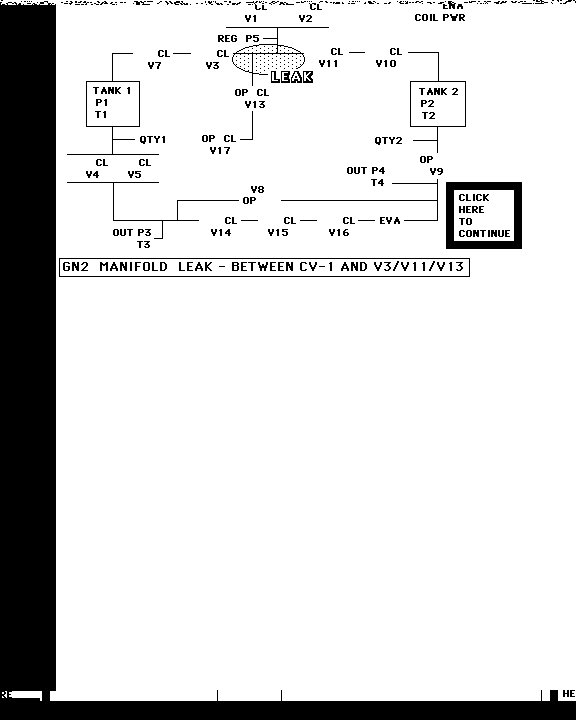 CL CL
V1 V2
ENA
COIL PWR
REG P5
CL CL CL CL
V7 V3 V11 V10
LEAK
TANK 1
P1
T1
OP CL
V13
TANK 2
P2
T2
QTY1
OP CL
V17
QTY2
CL CL
V4 V5
OP
V9
OUT P4
T4
V8
OP
CLICK
HERE
TO
CONTINUE
CL CL CL EVA
V14 V15 V16
OUT P3
T3
GN2 MANIFOLD LEAK - BETWEEN CV-1 AND V3/V11/V13
RE
HE